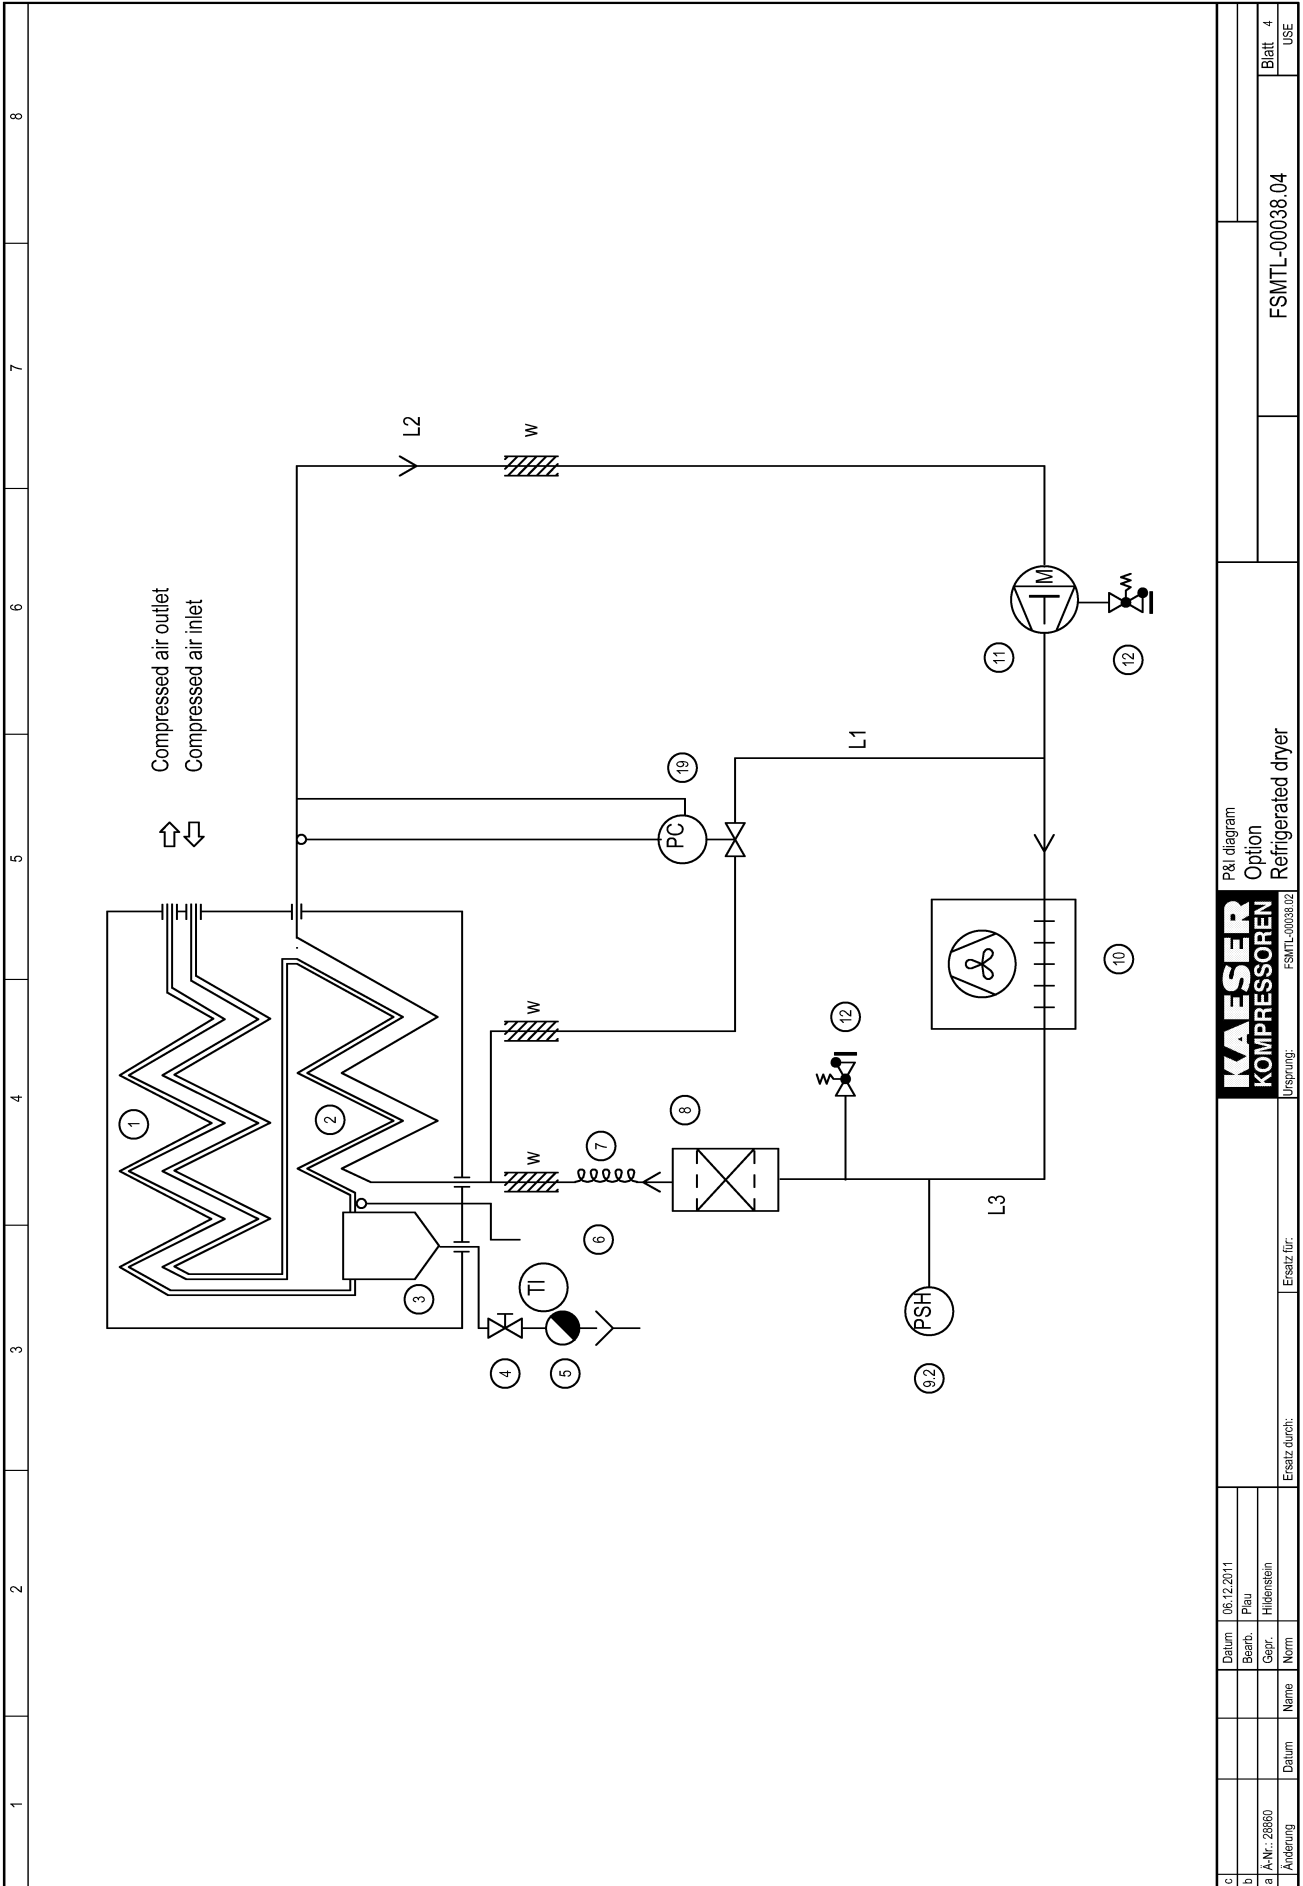 1
2
3
4
5
6
7
8
Compressed air outlet
Compressed air inlet
L2
w
w
w
1
2
3
4
5
6
7
8
TI
PC
19
L1
M
11
12
12
10
L3
PSH
9.2
c
b
a
Ä-Nr.: 28860
Änderung
Datum
Name
Datum
06.12.2011
Bearb.
Plau
Gepr.
Hildenstein
Norm
Ersatz durch:
Ersatz für:
KAESER
KOMPRESSOREN
Ursprung:
FSMTL-00038.02
P&I diagram
Option
Refrigerated dryer
FSMTL-00038.04
Blatt 4
USE